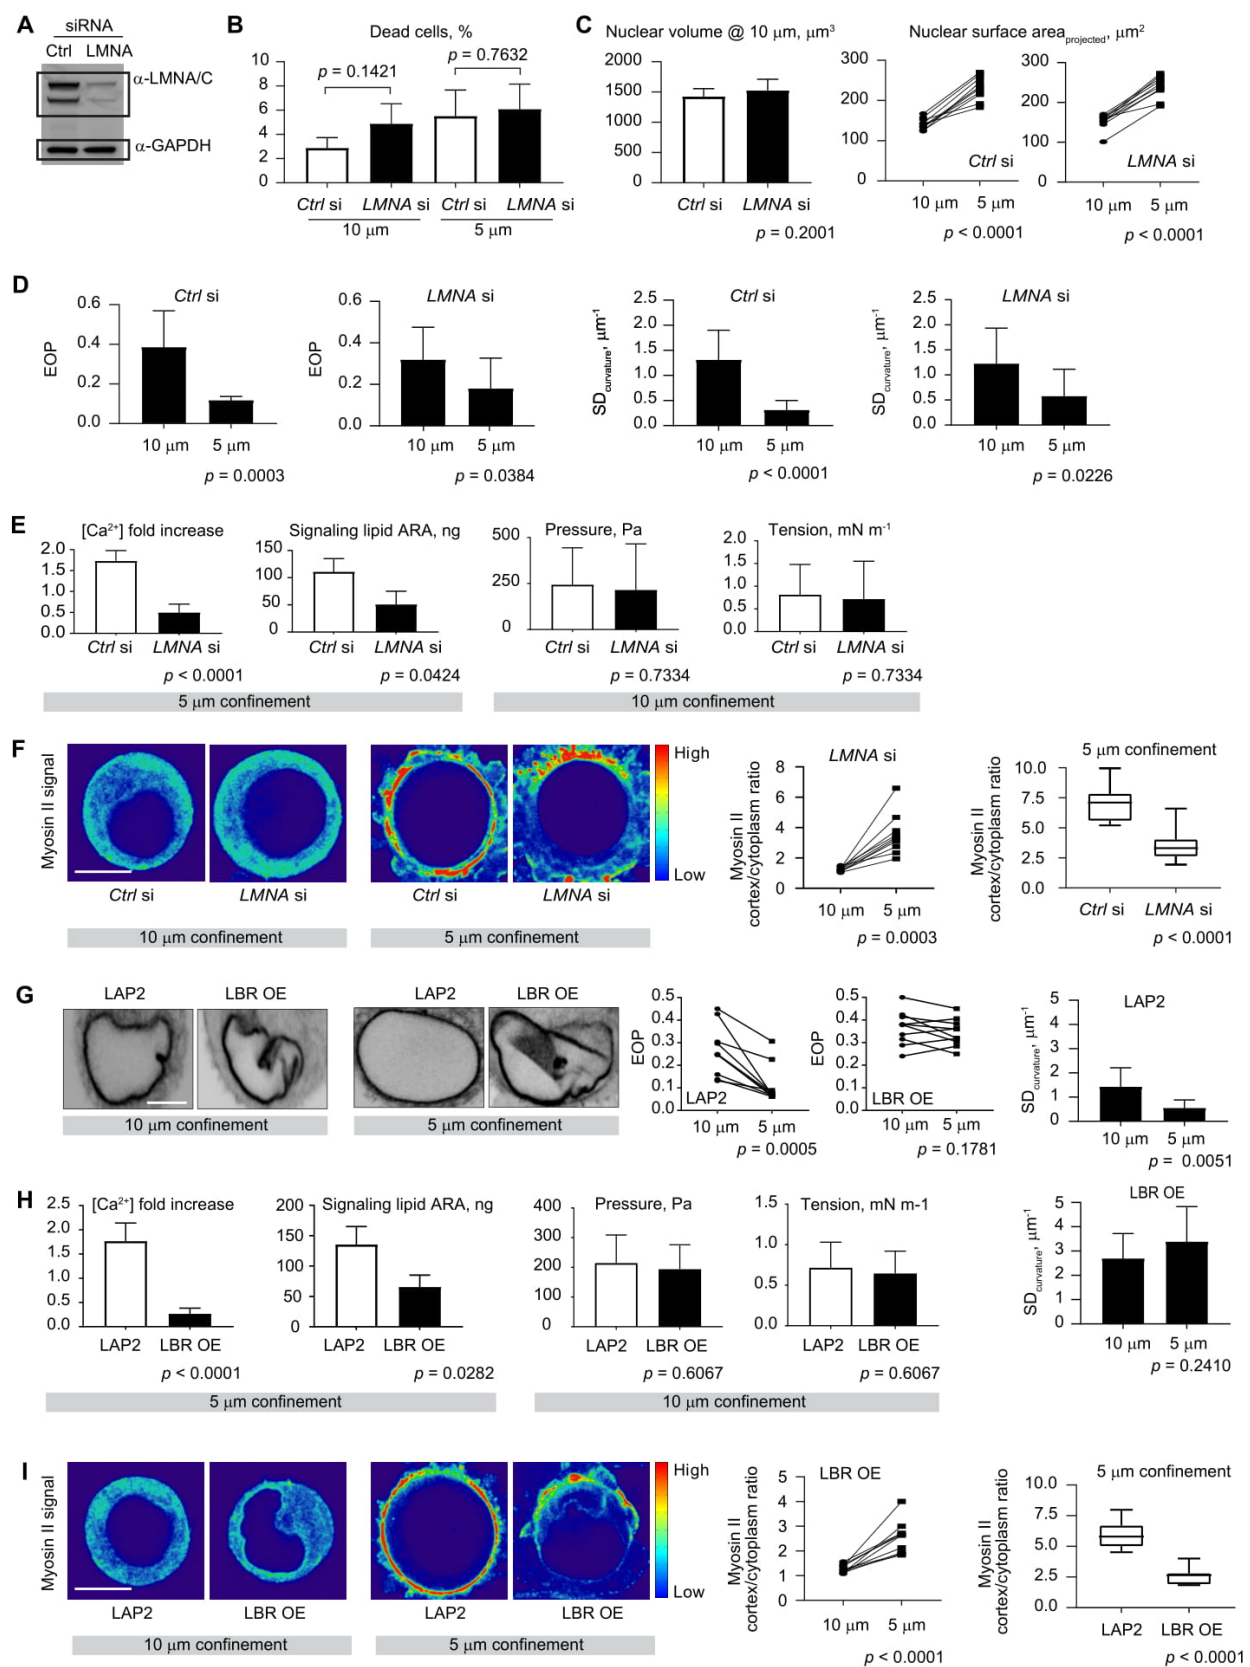 A
siRNA
Ctrl LMNA
α-LMNA/C
α-GAPDH
B
Dead cells, %
p = 0.1421
p = 0.7632
10
8
6
4
2
0
Ctrl si LMNA si Ctrl si LMNA si
10 μm 5 μm
C
Nuclear volume @ 10 μm, μm³
2000
1500
1000
500
0
Ctrl si LMNA si
p = 0.2001
Nuclear surface area projected, μm²
300
200
100
0
Ctrl si
10 μm 5 μm
p < 0.0001
300
200
100
0
LMNA si
10 μm 5 μm
p < 0.0001
D
Ctrl si
EOP
0.6
0.4
0.2
0.0
10 μm 5 μm
p = 0.0003
LMNA si
EOP
0.6
0.4
0.2
0.0
10 μm 5 μm
p = 0.0384
Ctrl si
SDcurvature, μm⁻¹
2.5
2.0
1.5
1.0
0.5
0.0
10 μm 5 μm
p < 0.0001
LMNA si
SDcurvature, μm⁻¹
2.5
2.0
1.5
1.0
0.5
0.0
10 μm 5 μm
p = 0.0226
E
[Ca²⁺] fold increase
2.0
1.5
1.0
0.5
0.0
Ctrl si LMNA si
p < 0.0001
Signaling lipid ARA, ng
150
100
50
0
Ctrl si LMNA si
p = 0.0424
5 μm confinement
Pressure, Pa
500
250
0
Ctrl si LMNA si
p = 0.7334
Tension, mN m⁻¹
2.0
1.5
1.0
0.5
0.0
Ctrl si LMNA si
p = 0.7334
10 μm confinement
F
Myosin II signal
Ctrl si LMNA si
10 μm confinement
Ctrl si LMNA si
5 μm confinement
High
Low
LMNA si
Myosin II
cortex/cytoplasm ratio
8
6
4
2
0
10 μm 5 μm
p = 0.0003
5 μm confinement
Myosin II
cortex/cytoplasm ratio
10.0
7.5
5.0
2.5
0.0
Ctrl si LMNA si
p < 0.0001
G
LAP2 LBR OE
10 μm confinement
LAP2 LBR OE
5 μm confinement
EOP
0.5
0.4
0.3
0.2
0.1
0.0
LAP2
10 μm 5 μm
p = 0.0005
EOP
0.5
0.4
0.3
0.2
0.1
0.0
LBR OE
10 μm 5 μm
p = 0.1781
LAP2
SDcurvature, μm⁻¹
5
4
3
2
1
0
10 μm 5 μm
p = 0.0051
LBR OE
SDcurvature, μm⁻¹
5
4
3
2
1
0
10 μm 5 μm
p = 0.2410
H
[Ca²⁺] fold increase
2.5
2.0
1.5
1.0
0.5
0.0
LAP2 LBR OE
p < 0.0001
Signaling lipid ARA, ng
200
150
100
50
0
LAP2 LBR OE
p = 0.0282
5 μm confinement
Pressure, Pa
400
300
200
100
0
LAP2 LBR OE
p = 0.6067
Tension, mN m-1
1.5
1.0
0.5
0.0
LAP2 LBR OE
p = 0.6067
10 μm confinement
I
Myosin II signal
LAP2 LBR OE
10 μm confinement
LAP2 LBR OE
5 μm confinement
High
Low
LBR OE
Myosin II
cortex/cytoplasm ratio
5
4
3
2
1
0
10 μm 5 μm
p < 0.0001
5 μm confinement
Myosin II
cortex/cytoplasm ratio
10.0
7.5
5.0
2.5
0.0
LAP2 LBR OE
p < 0.0001